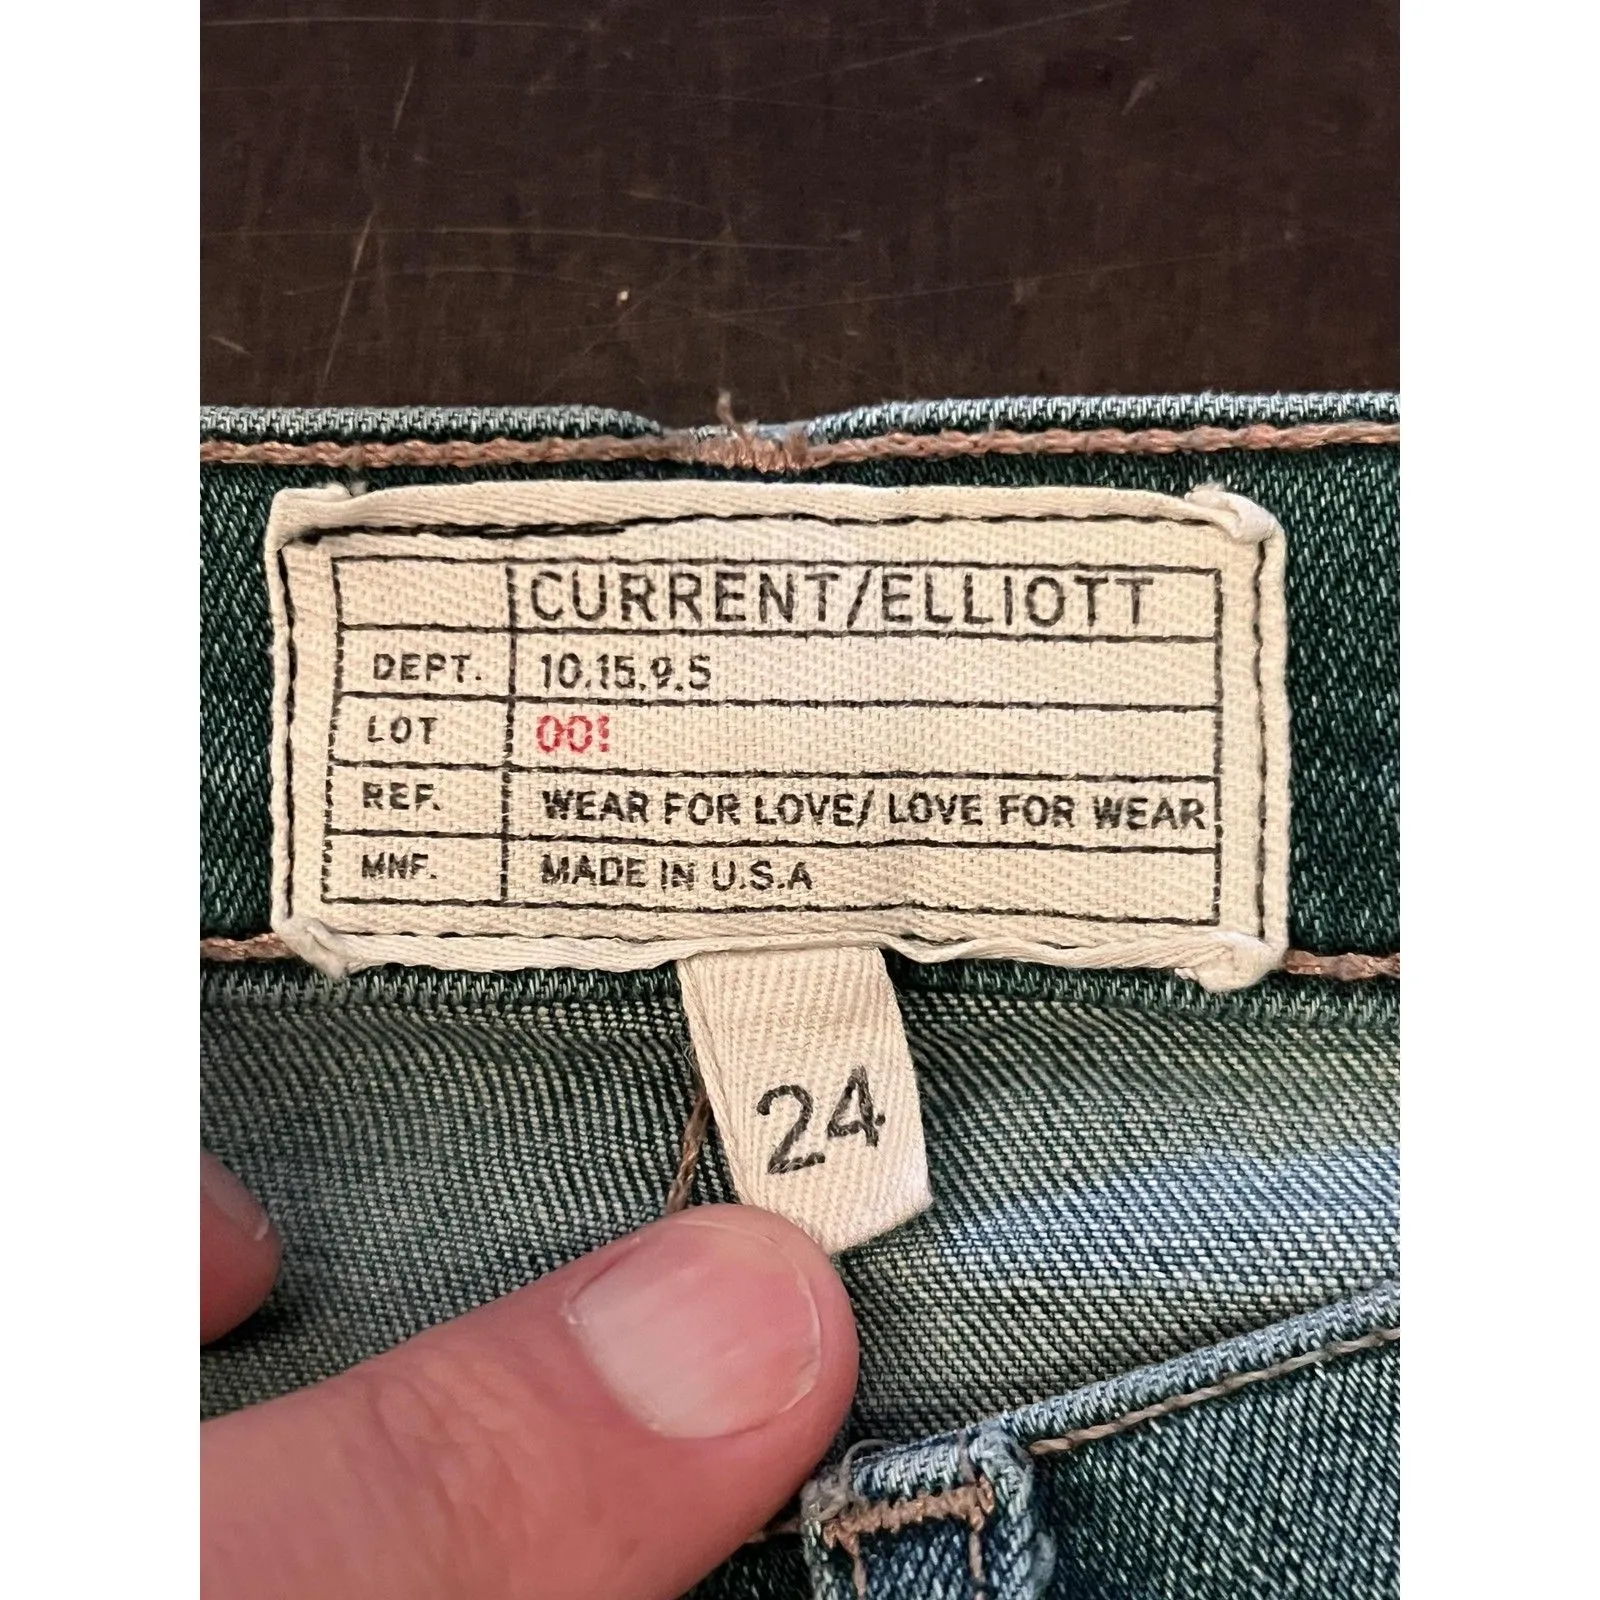 CURRENT/ELLIOTT
DEPT. 10.15.9.5
LOT 00!
REF. WEAR FOR LOVE/ LOVE FOR WEAR
MNF. MADE IN U.S.A
24